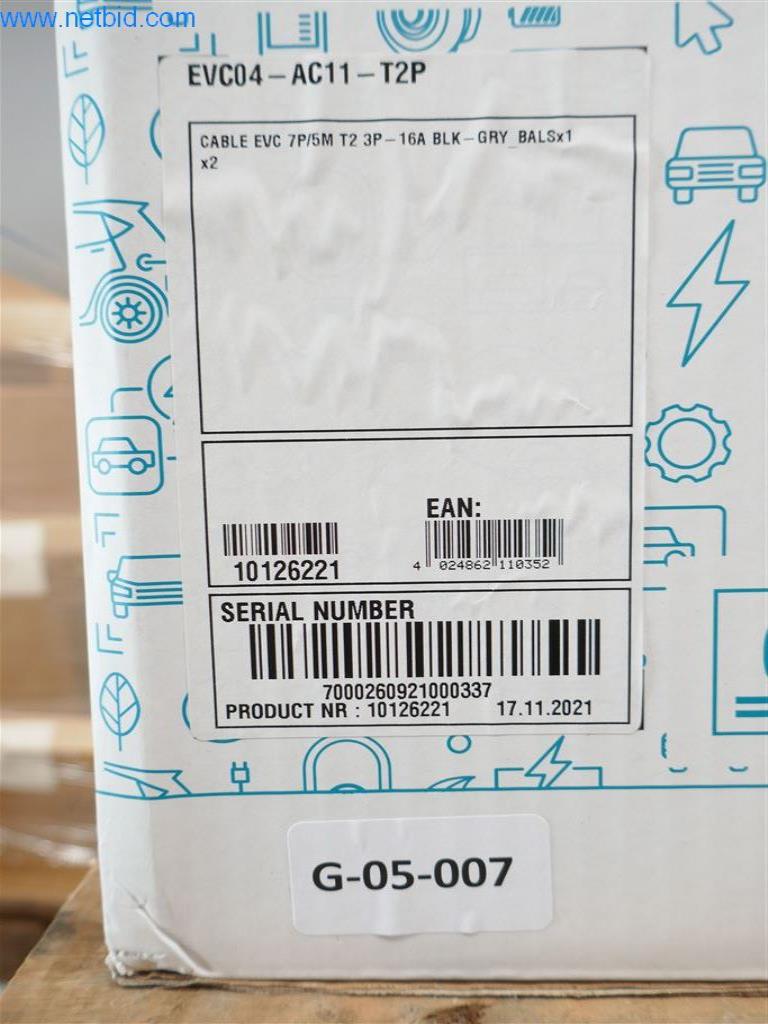 www.netbid.com
EVC04-AC11-T2P
CABLE EVC 7P/5M T2 3P-16A BLK-GRY_BALSx1
x2
EAN:
10126221
4 024862 110352
SERIAL NUMBER
7000260921000337
PRODUCT NR : 10126221 17.11.2021
G-05-007